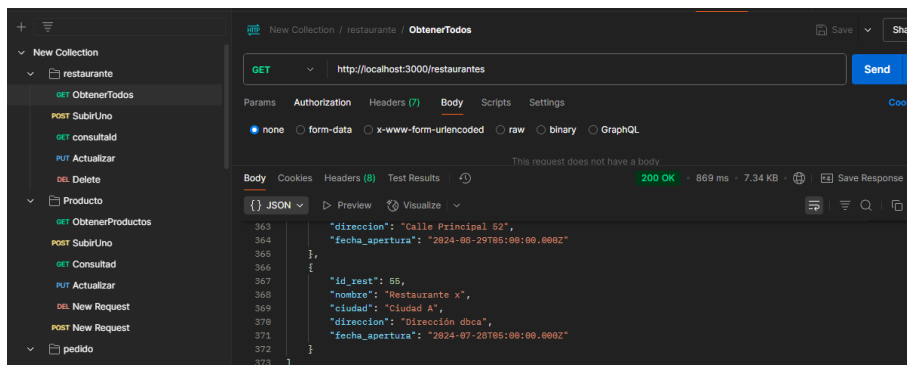 New Collection / restaurante / ObtenerTodos
Save
Sha
New Collection
restaurante
GET ObtenerTodos
POST SubirUno
GET consultaId
PUT Actualizar
DEL Delete
Producto
GET ObtenerProductos
POST SubirUno
GET Consultad
PUT Actualizar
DEL New Request
POST New Request
pedido
GET http://localhost:3000/restaurantes Send
Params Authorization Headers (7) Body Scripts Settings Coo
none form-data x-www-form-urlencoded raw binary GraphQL
This request does not have a body
Body Cookies Headers (8) Test Results 200 OK 869 ms 7.34 KB Save Response
{} JSON Preview Visualize
363 "direccion": "Calle Principal 52",
364 "fecha_apertura": "2024-08-29T05:00:00.000Z"
365 },
366 {
367 "id_rest": 55,
368 "nombre": "Restaurante x",
369 "ciudad": "Ciudad A",
370 "direccion": "Dirección dbca",
371 "fecha_apertura": "2024-07-28T05:00:00.000Z"
372 }
373 ]